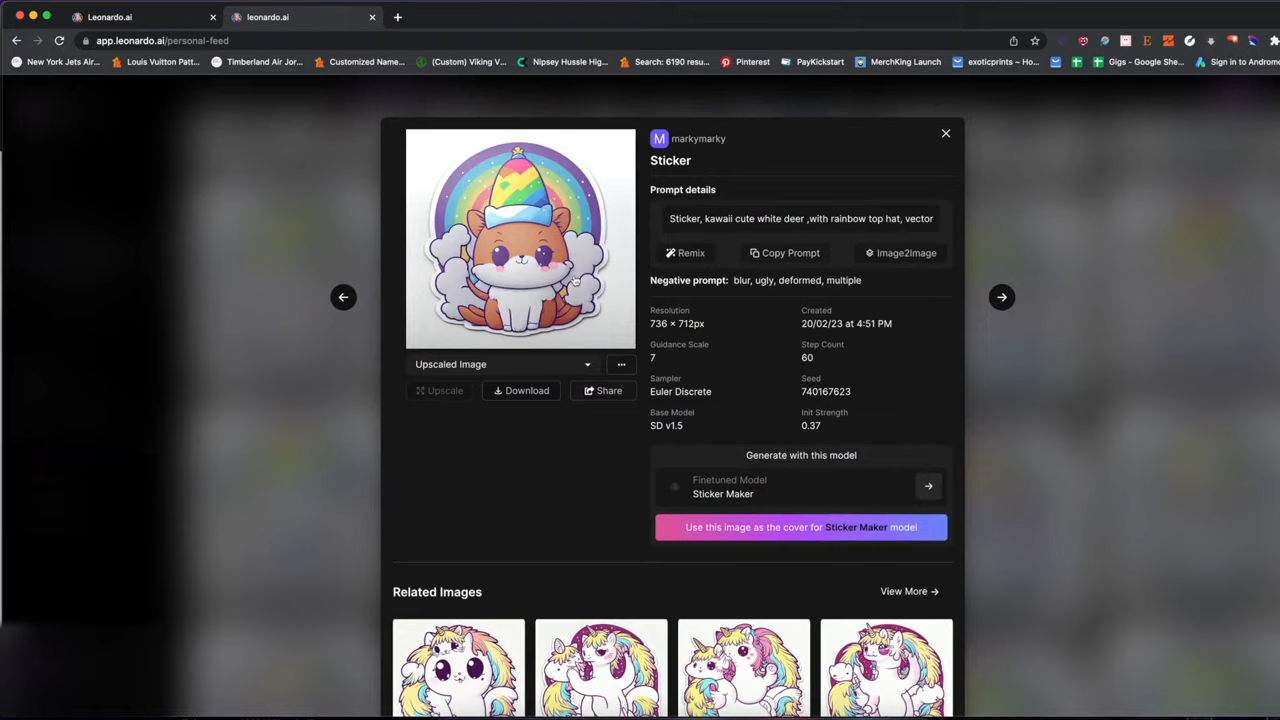 Leonardo.ai
leonardo.ai
app.leonardo.ai/personal-feed
New York Jets Air...
Louis Vuitton Patt...
Timberland Air Jor...
Customized Name...
(Custom) Viking V...
Nipsey Hussle Hig...
Search: 6190 resu...
Pinterest
PayKickstart
MerchKing Launch
exoticprints ~ Ho...
Gigs - Google She...
Sign in to Androm
M markymarky
Sticker
Prompt details
Sticker, kawaii cute white deer ,with rainbow top hat, vector
Remix
Copy Prompt
Image2Image
Negative prompt: blur, ugly, deformed, multiple
Resolution
736 × 712px
Created
20/02/23 at 4:51 PM
Guidance Scale
7
Step Count
60
Sampler
Euler Discrete
Seed
740167623
Base Model
SD v1.5
Init Strength
0.37
Upscaled Image
Upscale
Download
Share
Generate with this model
Finetuned Model
Sticker Maker
Use this image as the cover for Sticker Maker model
Related Images
View More